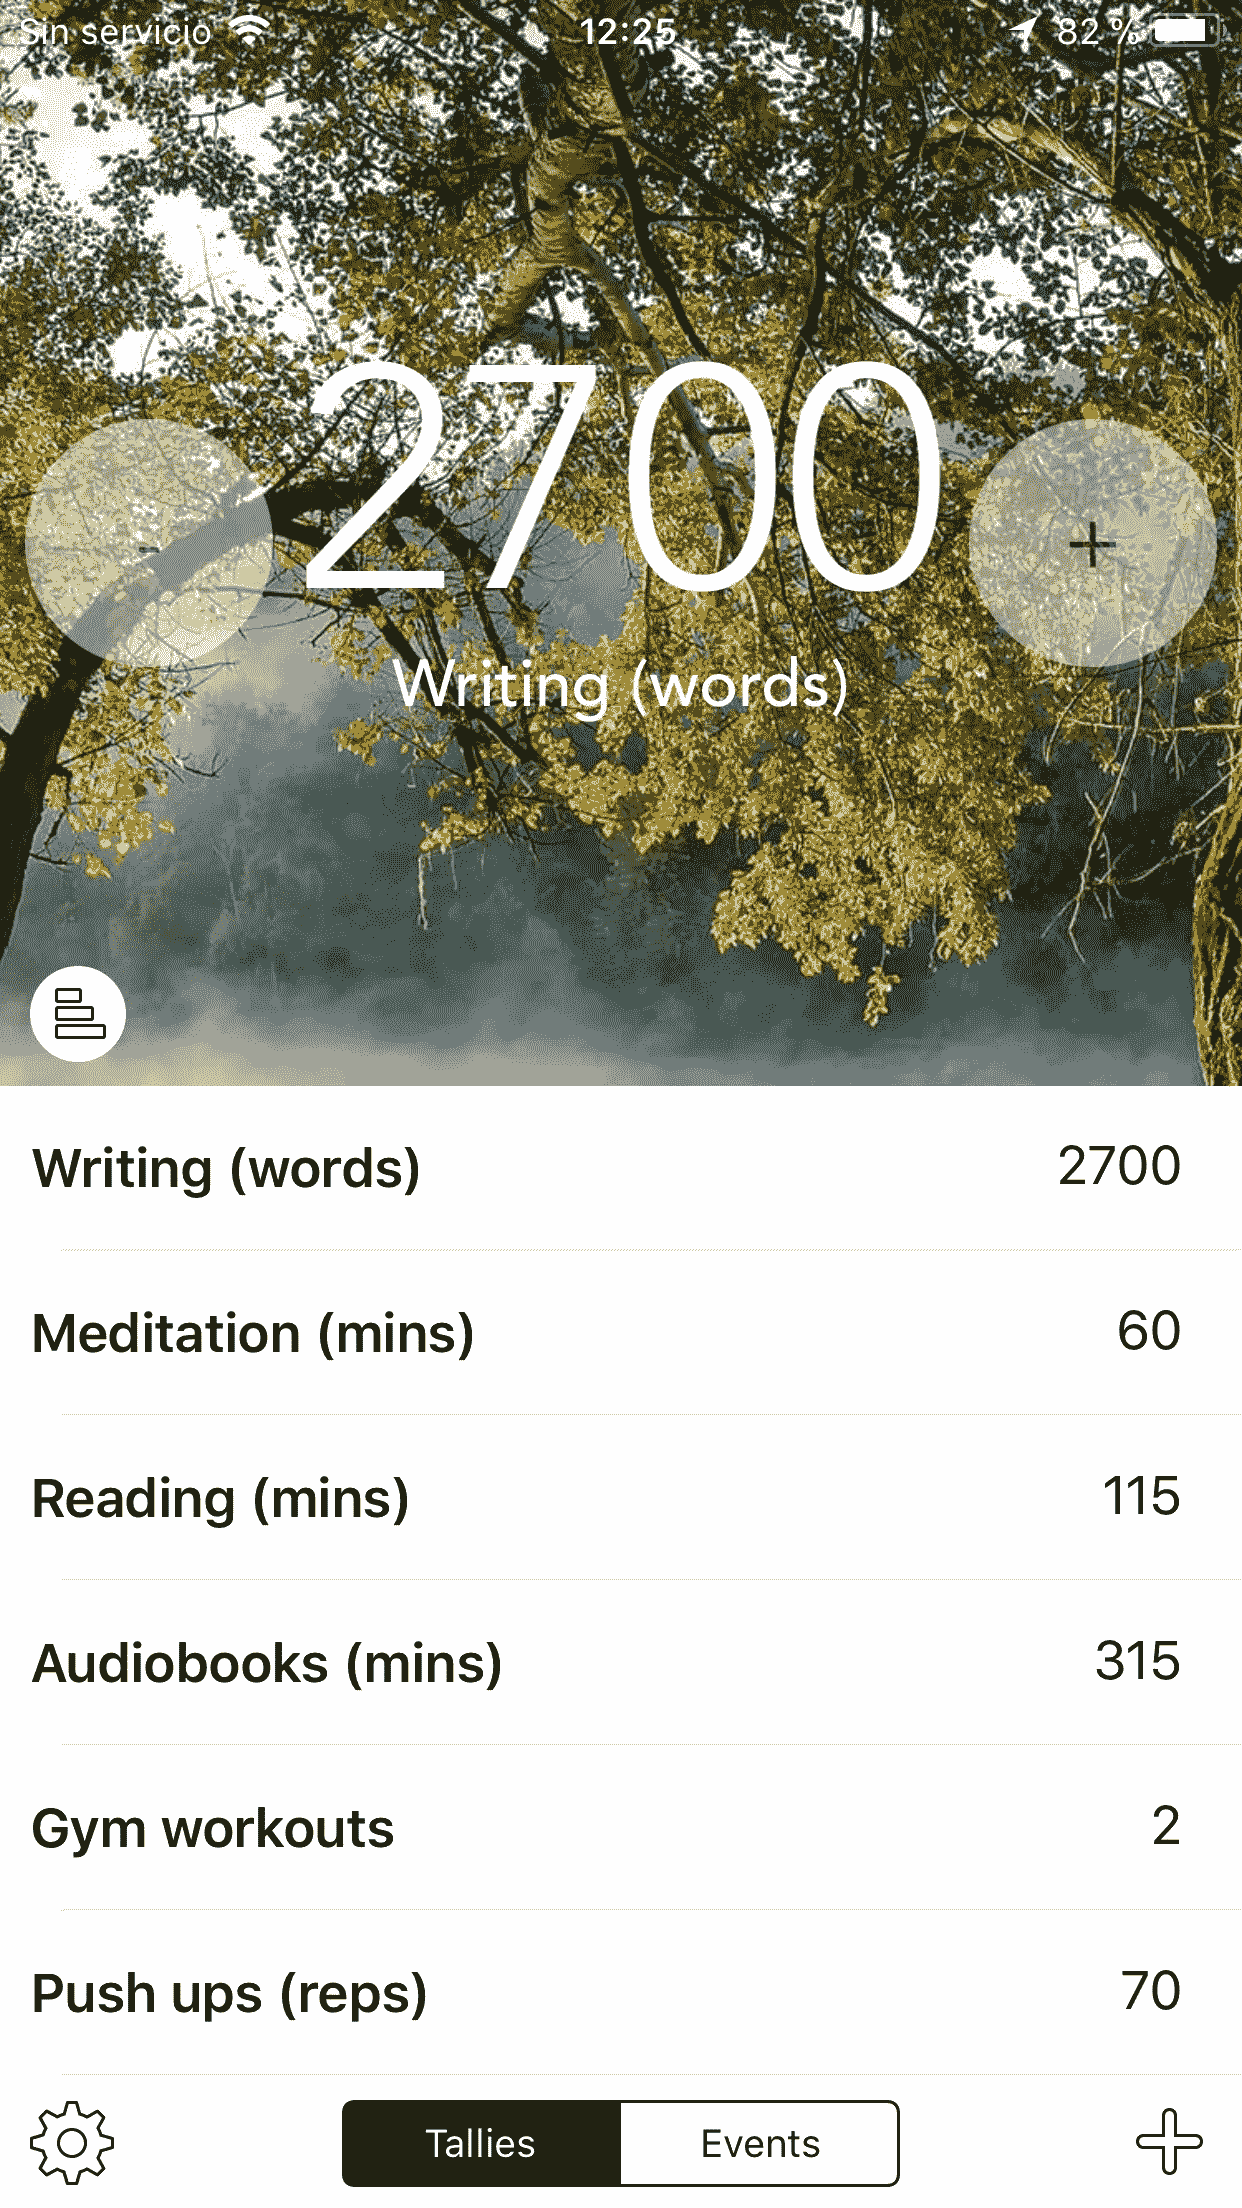 Sin servicio 12:25 82 %
2700
- +
Writing (words)
Writing (words) 2700
Meditation (mins) 60
Reading (mins) 115
Audiobooks (mins) 315
Gym workouts 2
Push ups (reps) 70
Tallies Events